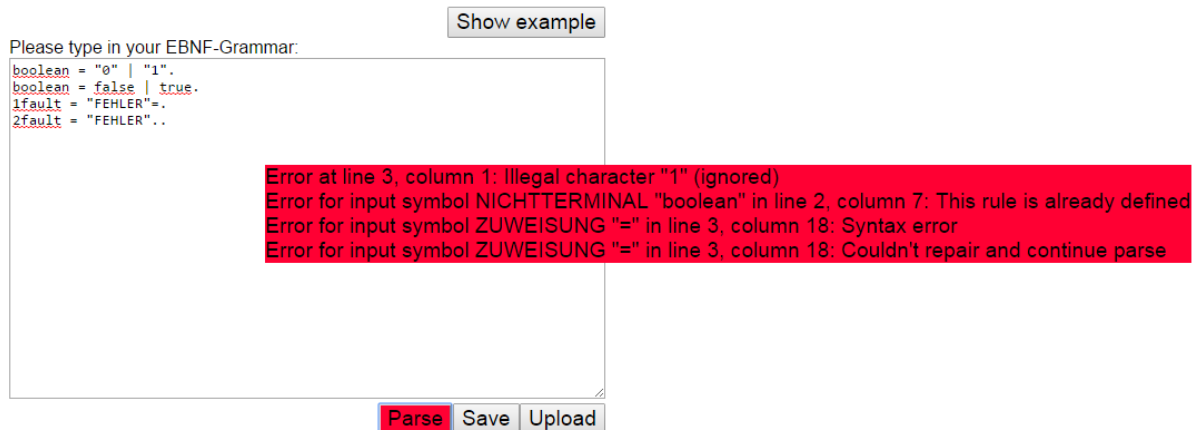 Show example
Please type in your EBNF-Grammar:
boolean = "0" | "1".
boolean = false | true.
1fault = "FEHLER"=.
2fault = "FEHLER"..
Error at line 3, column 1: Illegal character "1" (ignored)
Error for input symbol NICHTTERMINAL "boolean" in line 2, column 7: This rule is already defined
Error for input symbol ZUWEISUNG "=" in line 3, column 18: Syntax error
Error for input symbol ZUWEISUNG "=" in line 3, column 18: Couldn't repair and continue parse
Parse Save Upload